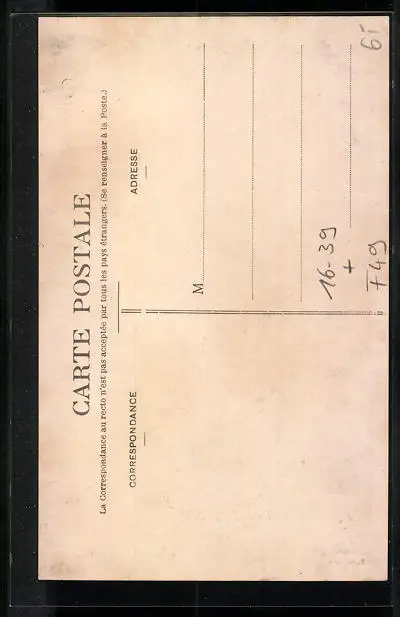 CARTE POSTALE
La Correspondance au recto n'est pas acceptée par tous les pays étrangers. (Se renseigner à la Poste.)
CORRESPONDANCE
ADRESSE
M
16-39
+
F49